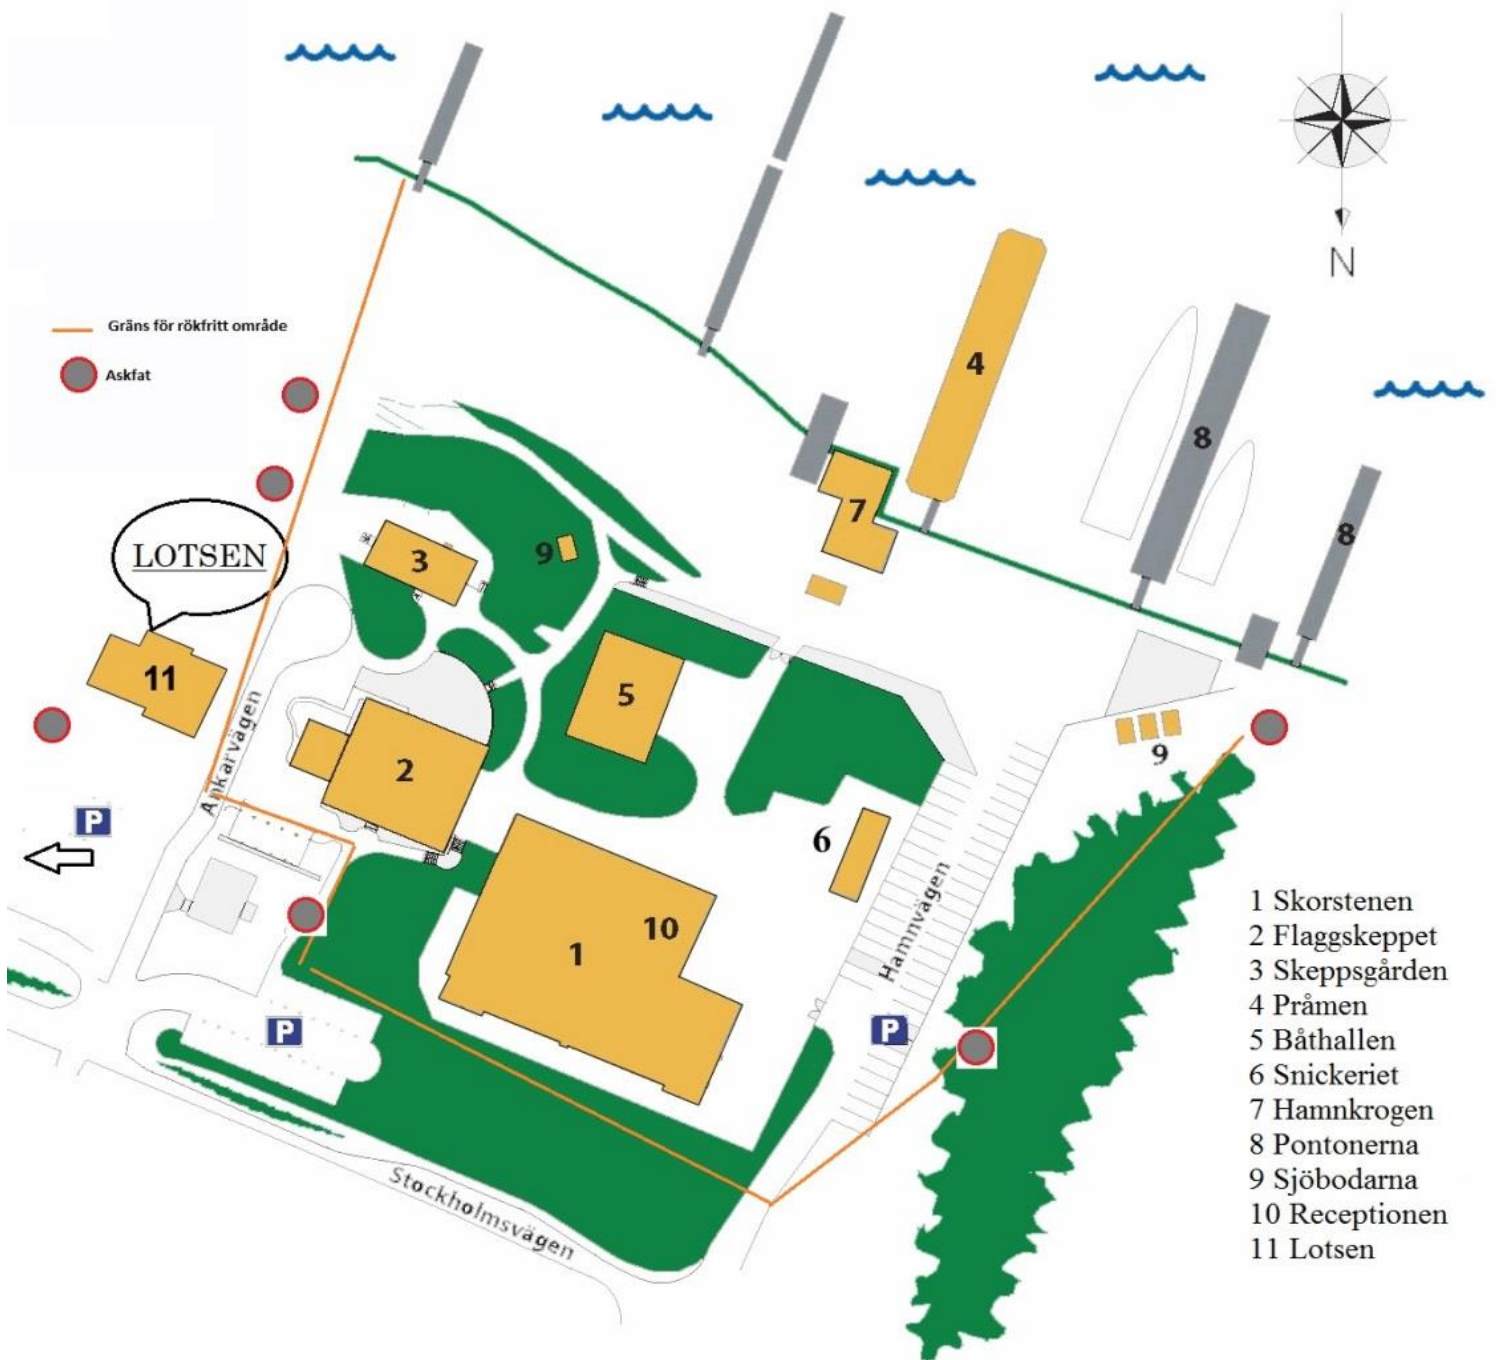 N
4
Gräns för rökfritt område
Askfat
8
7
8
LOTSEN
3
9
11
5
Ankarvägen
2
9
P
6
Hamnvägen
10
1
P
P
Stockholmsvägen
1 Skorstenen
2 Flaggskeppet
3 Skeppsgården
4 Pråmen
5 Båthallen
6 Snickeriet
7 Hamnkrogen
8 Pontonerna
9 Sjöbodarna
10 Receptionen
11 Lotsen